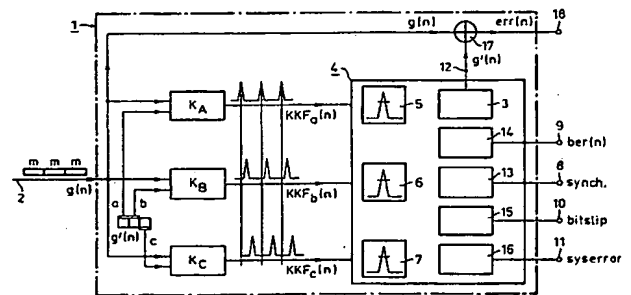 1
g(n)
err(n)
18
17
12
g'(n)
4
K_A
KKF_a(n)
5
3
14
9
ber(n)
m m m
2
g(n)
a
b
g'(n)
c
K_B
KKF_b(n)
6
13
8
synch.
15
10
bitslip
K_C
KKF_c(n)
7
16
11
syserror